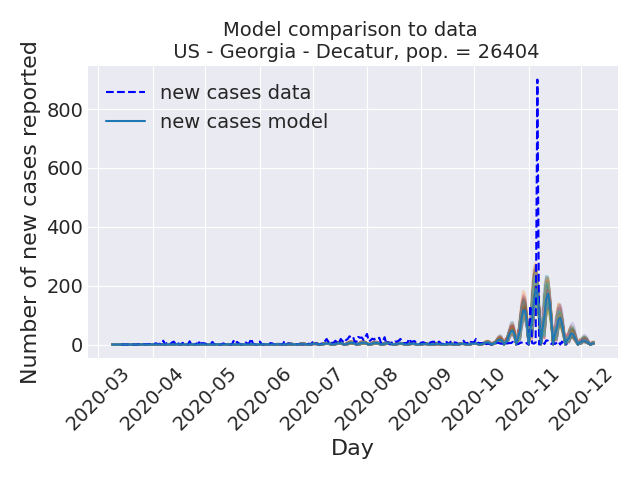 Model comparison to data
US - Georgia - Decatur, pop. = 26404
Number of new cases reported
800
600
400
200
0
new cases data
new cases model
2020-03
2020-04
2020-05
2020-06
2020-07
2020-08
2020-09
2020-10
2020-11
2020-12
Day